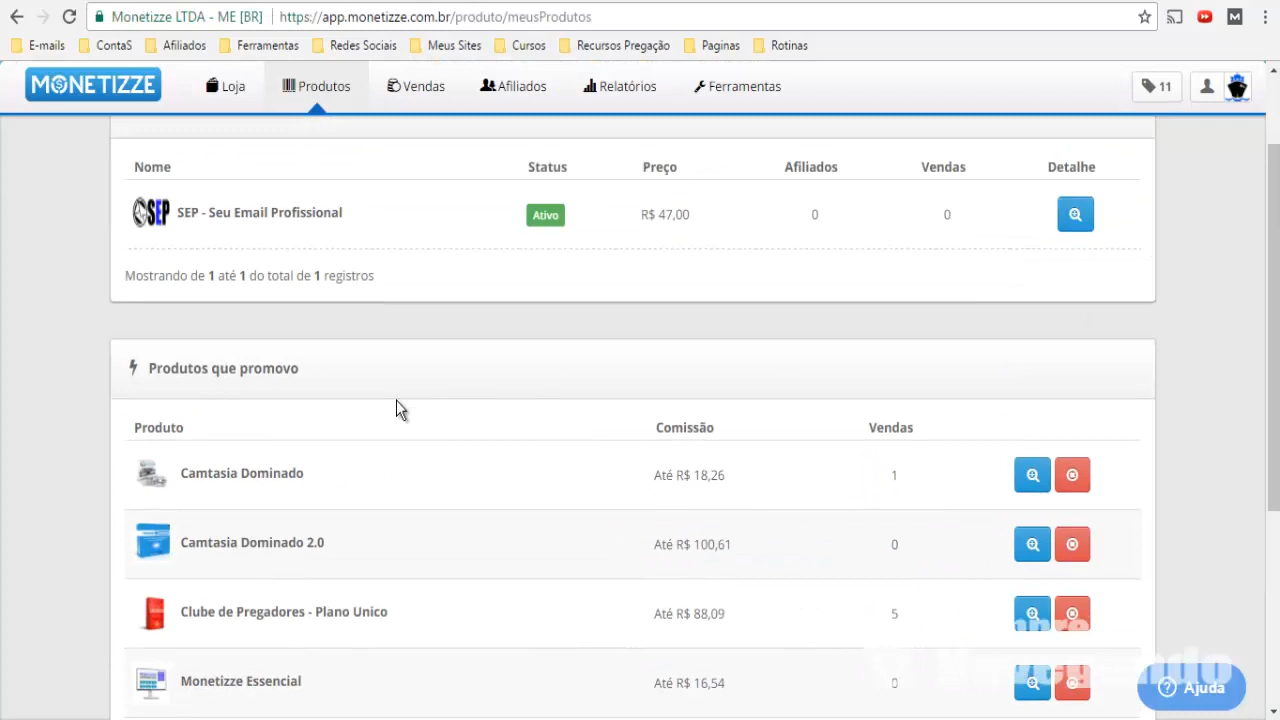 Monetizze LTDA - ME [BR] https://app.monetizze.com.br/produto/meusProdutos
E-mails ContaS Afiliados Ferramentas Redes Sociais Meus Sites Cursos Recursos Pregação Paginas Rotinas
MONETIZZE Loja Produtos Vendas Afiliados Relatórios Ferramentas 11
Nome Status Preço Afiliados Vendas Detalhe
SEP SEP - Seu Email Profissional Ativo R$ 47,00 0 0
Mostrando de 1 até 1 do total de 1 registros
Produtos que promovo
Produto Comissão Vendas
Camtasia Dominado Até R$ 18,26 1
Camtasia Dominado 2.0 Até R$ 100,61 0
Clube de Pregadores - Plano Unico Até R$ 88,09 5
Monetizze Essencial Até R$ 16,54 0
Ajuda